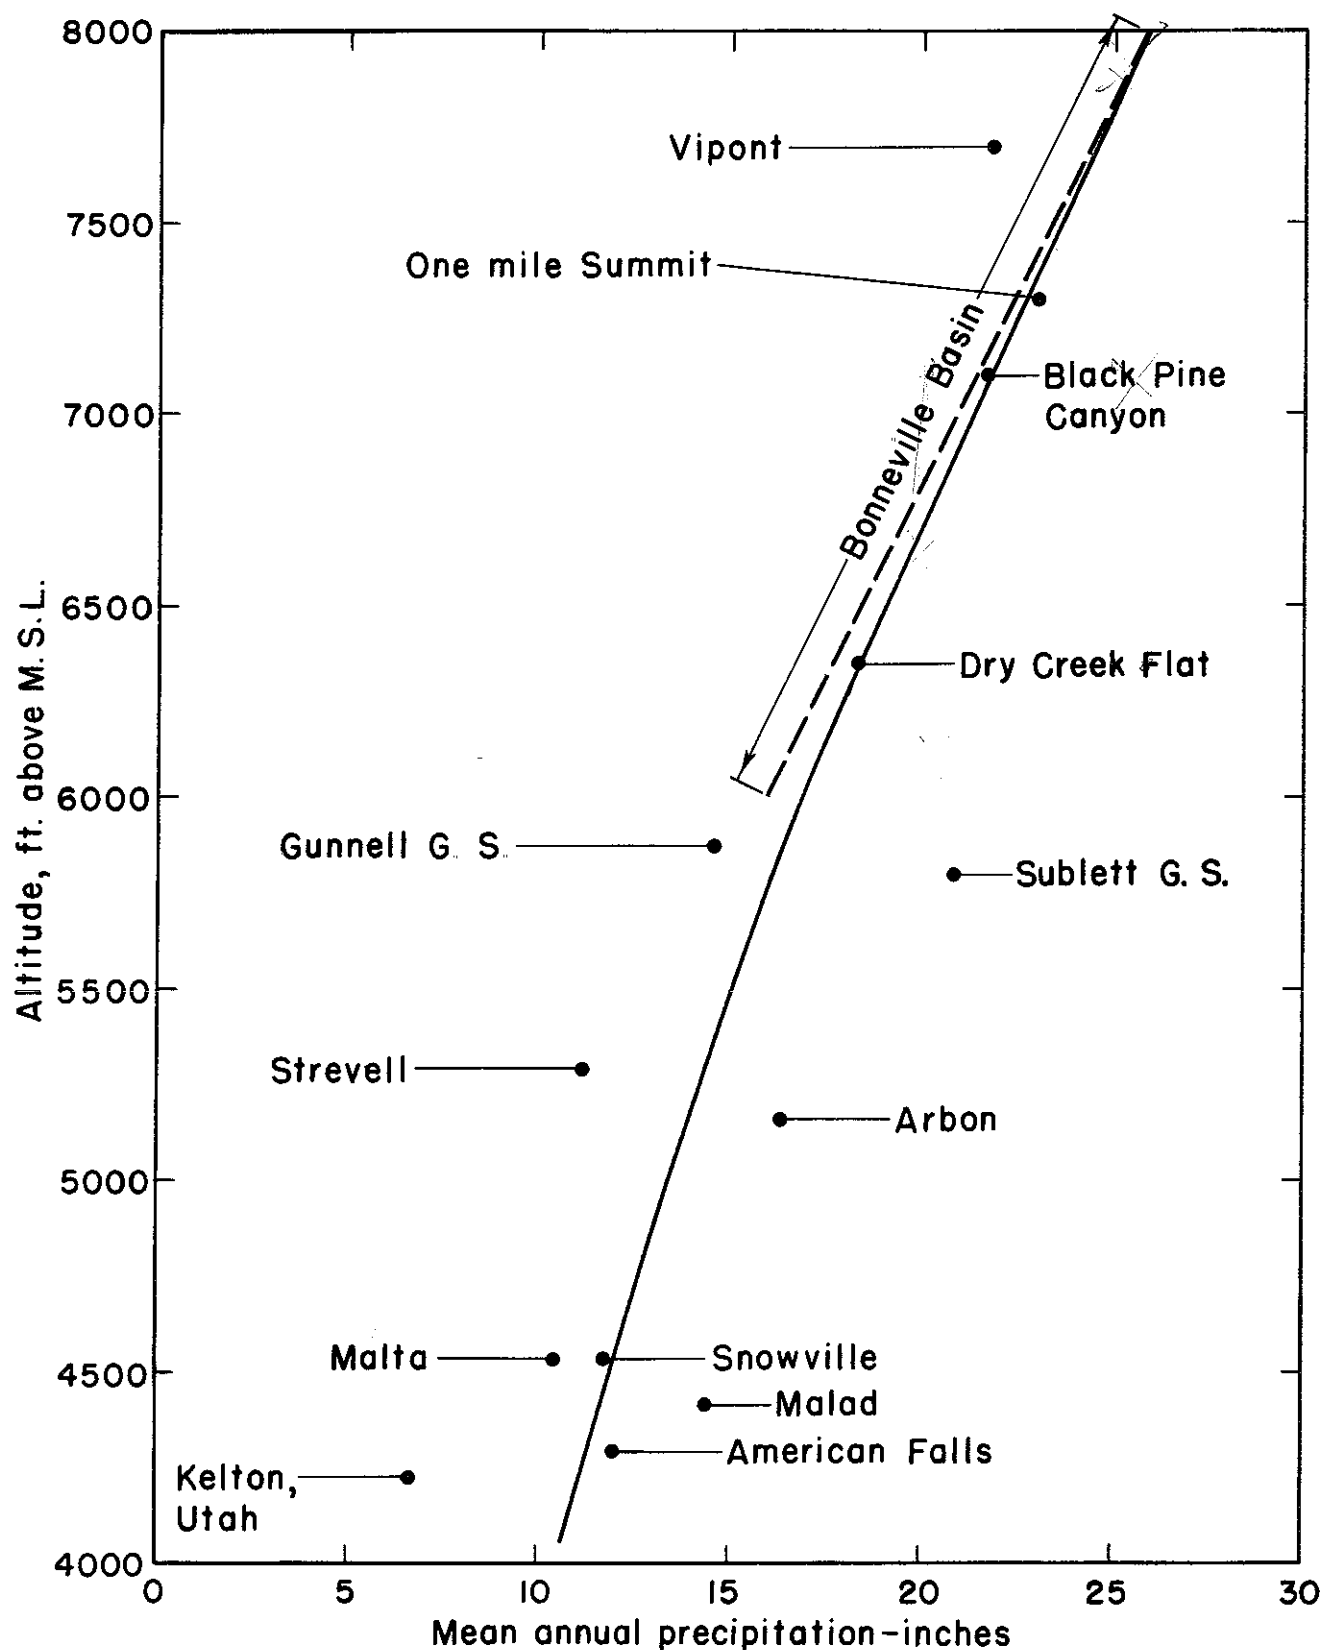 8000
7500
7000
6500
6000
5500
5000
4500
4000
0
5
10
15
20
25
30
Altitude, ft. above M.S.L.
Mean annual precipitation-inches
Vipont
One mile Summit
Bonneville Basin
Black Pine
Canyon
Dry Creek Flat
Gunnell G. S.
Sublett G. S.
Strevell
Arbon
Malta
Snowville
Malad
American Falls
Kelton,
Utah